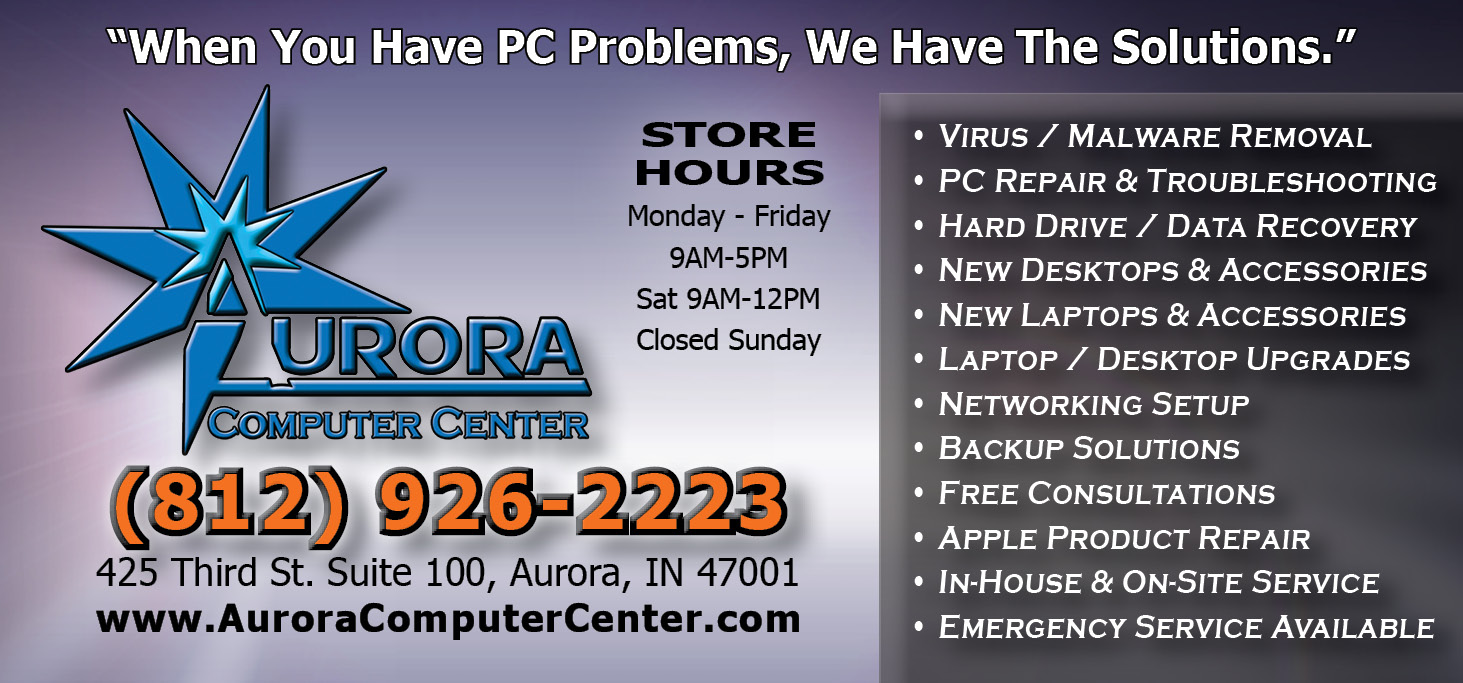 “When You Have PC Problems, We Have The Solutions.”
AURORA
COMPUTER CENTER
(812) 926-2223
425 Third St. Suite 100, Aurora, IN 47001
www.AuroraComputerCenter.com
STORE
HOURS
Monday - Friday
9AM-5PM
Sat 9AM-12PM
Closed Sunday
• VIRUS / MALWARE REMOVAL
• PC REPAIR & TROUBLESHOOTING
• HARD DRIVE / DATA RECOVERY
• NEW DESKTOPS & ACCESSORIES
• NEW LAPTOPS & ACCESSORIES
• LAPTOP / DESKTOP UPGRADES
• NETWORKING SETUP
• BACKUP SOLUTIONS
• FREE CONSULTATIONS
• APPLE PRODUCT REPAIR
• IN-HOUSE & ON-SITE SERVICE
• EMERGENCY SERVICE AVAILABLE